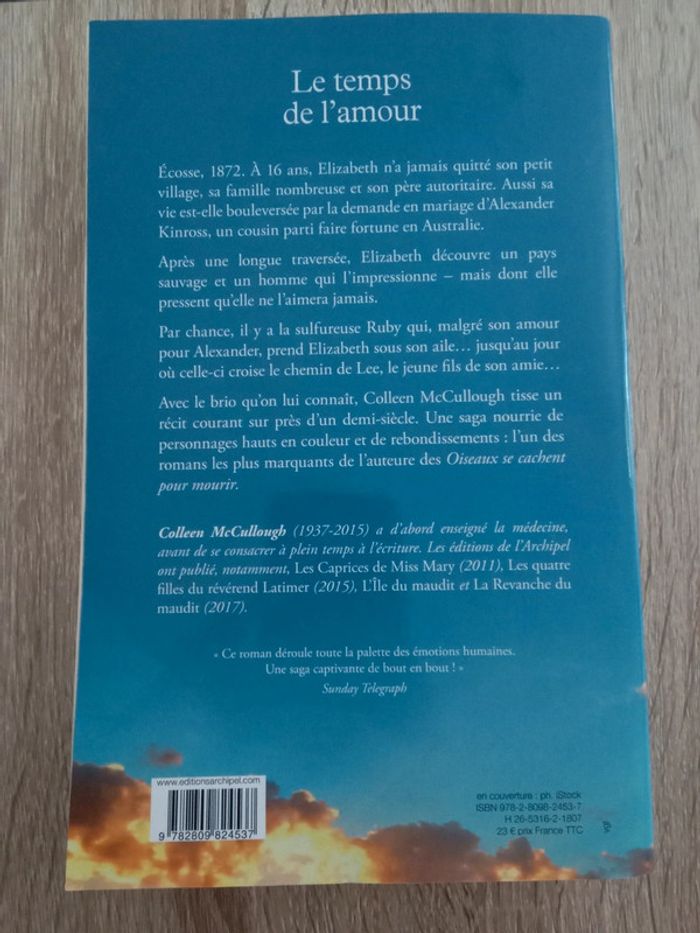 Le temps
de l'amour
Écosse, 1872. À 16 ans, Elizabeth n'a jamais quitté son petit
village, sa famille nombreuse et son père autoritaire. Aussi sa
vie est-elle bouleversée par la demande en mariage d'Alexander
Kinross, un cousin parti faire fortune en Australie.
Après une longue traversée, Elizabeth découvre un pays
sauvage et un homme qui l'impressionne – mais dont elle
pressent qu'elle ne l'aimera jamais.
Par chance, il y a la sulfureuse Ruby qui, malgré son amour
pour Alexander, prend Elizabeth sous son aile… jusqu'au jour
où celle-ci croise le chemin de Lee, le jeune fils de son amie…
Avec le brio qu'on lui connaît, Colleen McCullough tisse un
récit courant sur près d'un demi-siècle. Une saga nourrie de
personnages hauts en couleur et de rebondissements : l'un des
romans les plus marquants de l'auteure des Oiseaux se cachent
pour mourir.
Colleen McCullough (1937-2015) a d'abord enseigné la médecine,
avant de se consacrer à plein temps à l'écriture. Les éditions de l'Archipel
ont publié, notamment, Les Caprices de Miss Mary (2011), Les quatre
filles du révérend Latimer (2015), L'Île du maudit et La Revanche du
maudit (2017).
« Ce roman déroule toute la palette des émotions humaines.
Une saga captivante de bout en bout ! »
Sunday Telegraph
www.editionsarchipel.com
9 782809 824537
en couverture : ph. iStock
ISBN 978-2-8098-2453-7
H 26-5316-2-1807
23 € prix France TTC
vgl